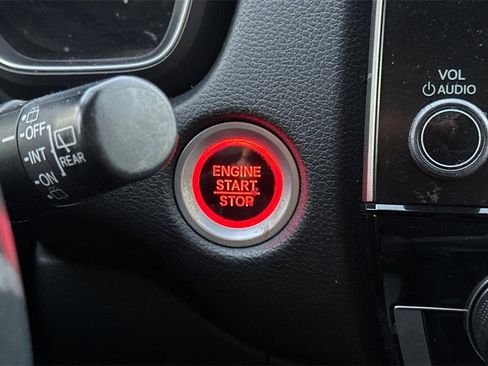 OFF
INT
ON
REAR
ENGINE
START
STOP
VOL
AUDIO